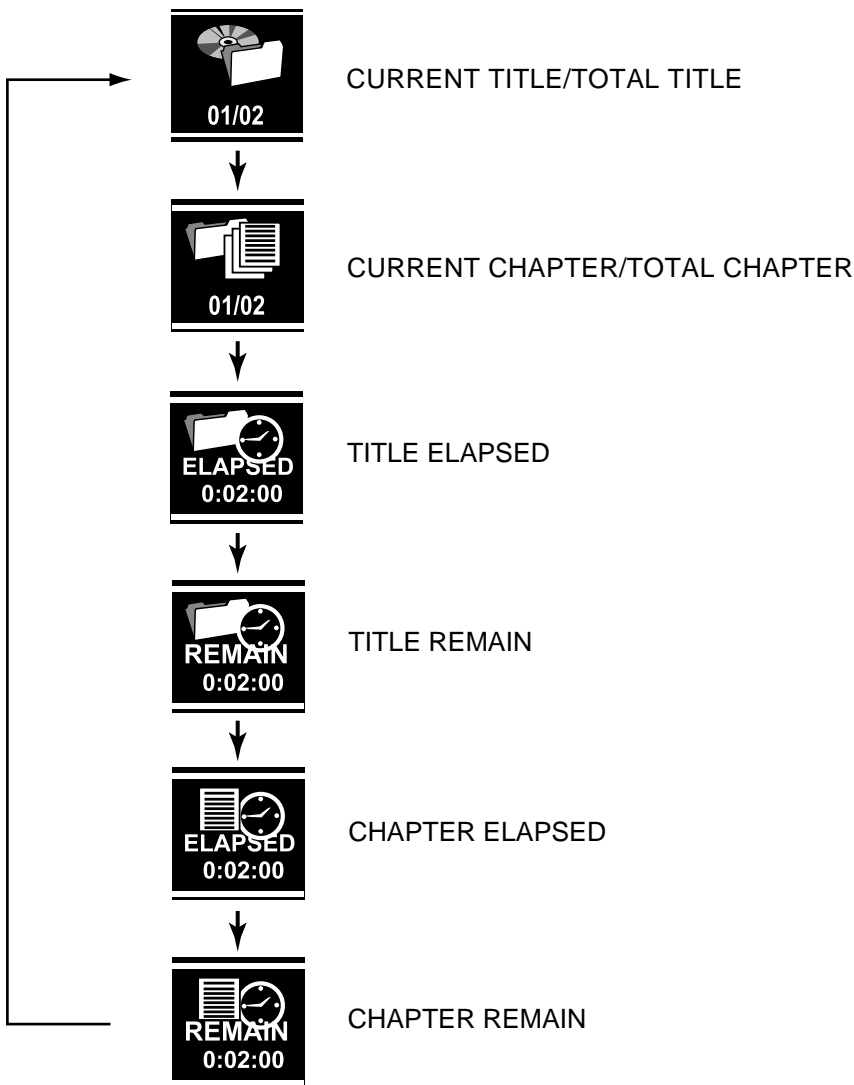 01/02
CURRENT TITLE/TOTAL TITLE
01/02
CURRENT CHAPTER/TOTAL CHAPTER
ELAPSED
0:02:00
TITLE ELAPSED
REMAIN
0:02:00
TITLE REMAIN
ELAPSED
0:02:00
CHAPTER ELAPSED
REMAIN
0:02:00
CHAPTER REMAIN